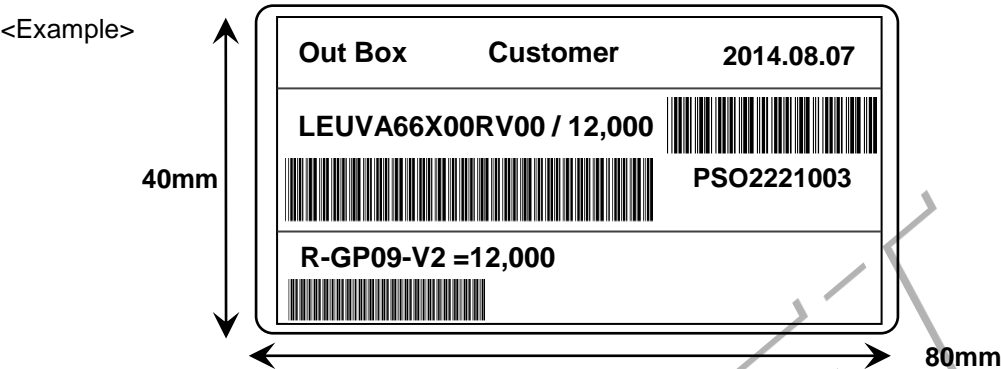 <Example>
Out Box Customer 2014.08.07
LEUVA66X00RV00 / 12,000
40mm
PSO2221003
R-GP09-V2 =12,000
80mm